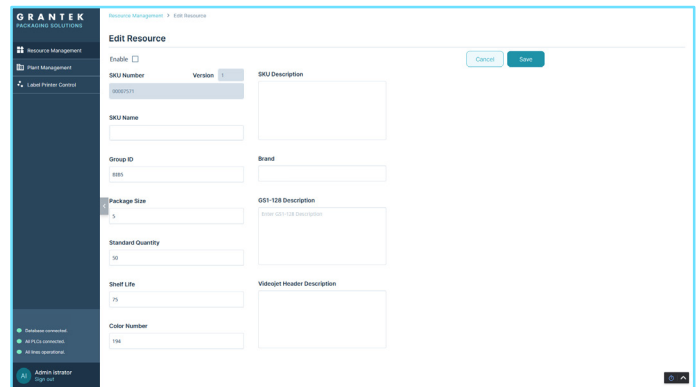 GRANTEK
PACKAGING SOLUTIONS
Resource Management
Plant Management
Label Printer Control
Database connected.
All PLCs connected.
All lines operational.
AI
Admin istrator
Sign out
Resource Management > Edit Resource
Edit Resource
Enable
Cancel
Save
SKU Number
Version
1
00007571
SKU Name
Group ID
BIBS
Package Size
5
Standard Quantity
50
Shelf Life
75
Color Number
194
SKU Description
Brand
GS1-128 Description
Enter GS1-128 Description
Videojet Header Description